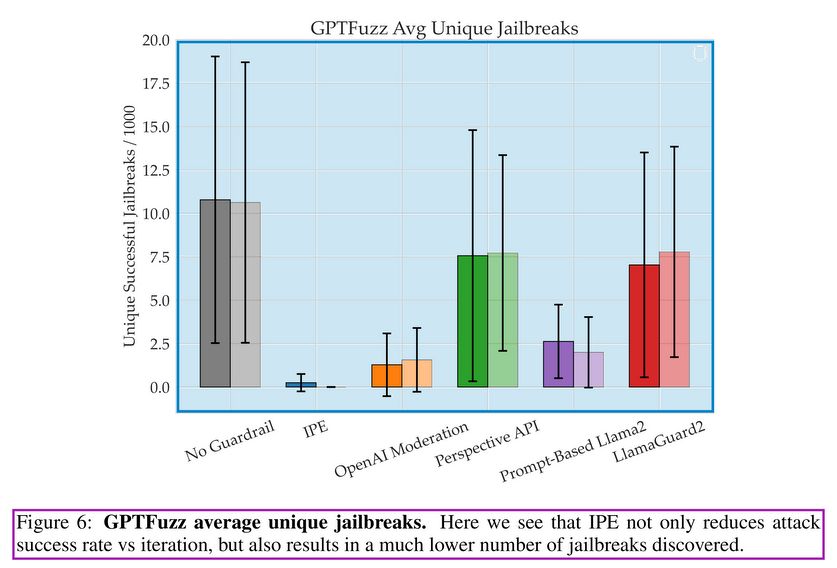 GPTFuzz Avg Unique Jailbreaks
Unique Successful Jailbreaks / 1000
20.0
17.5
15.0
12.5
10.0
7.5
5.0
2.5
0.0
No Guardrail
IPE
OpenAI Moderation
Perspective API
Prompt-Based Llama2
LlamaGuard2
Figure 6: GPTFuzz average unique jailbreaks. Here we see that IPE not only reduces attack
success rate vs iteration, but also results in a much lower number of jailbreaks discovered.